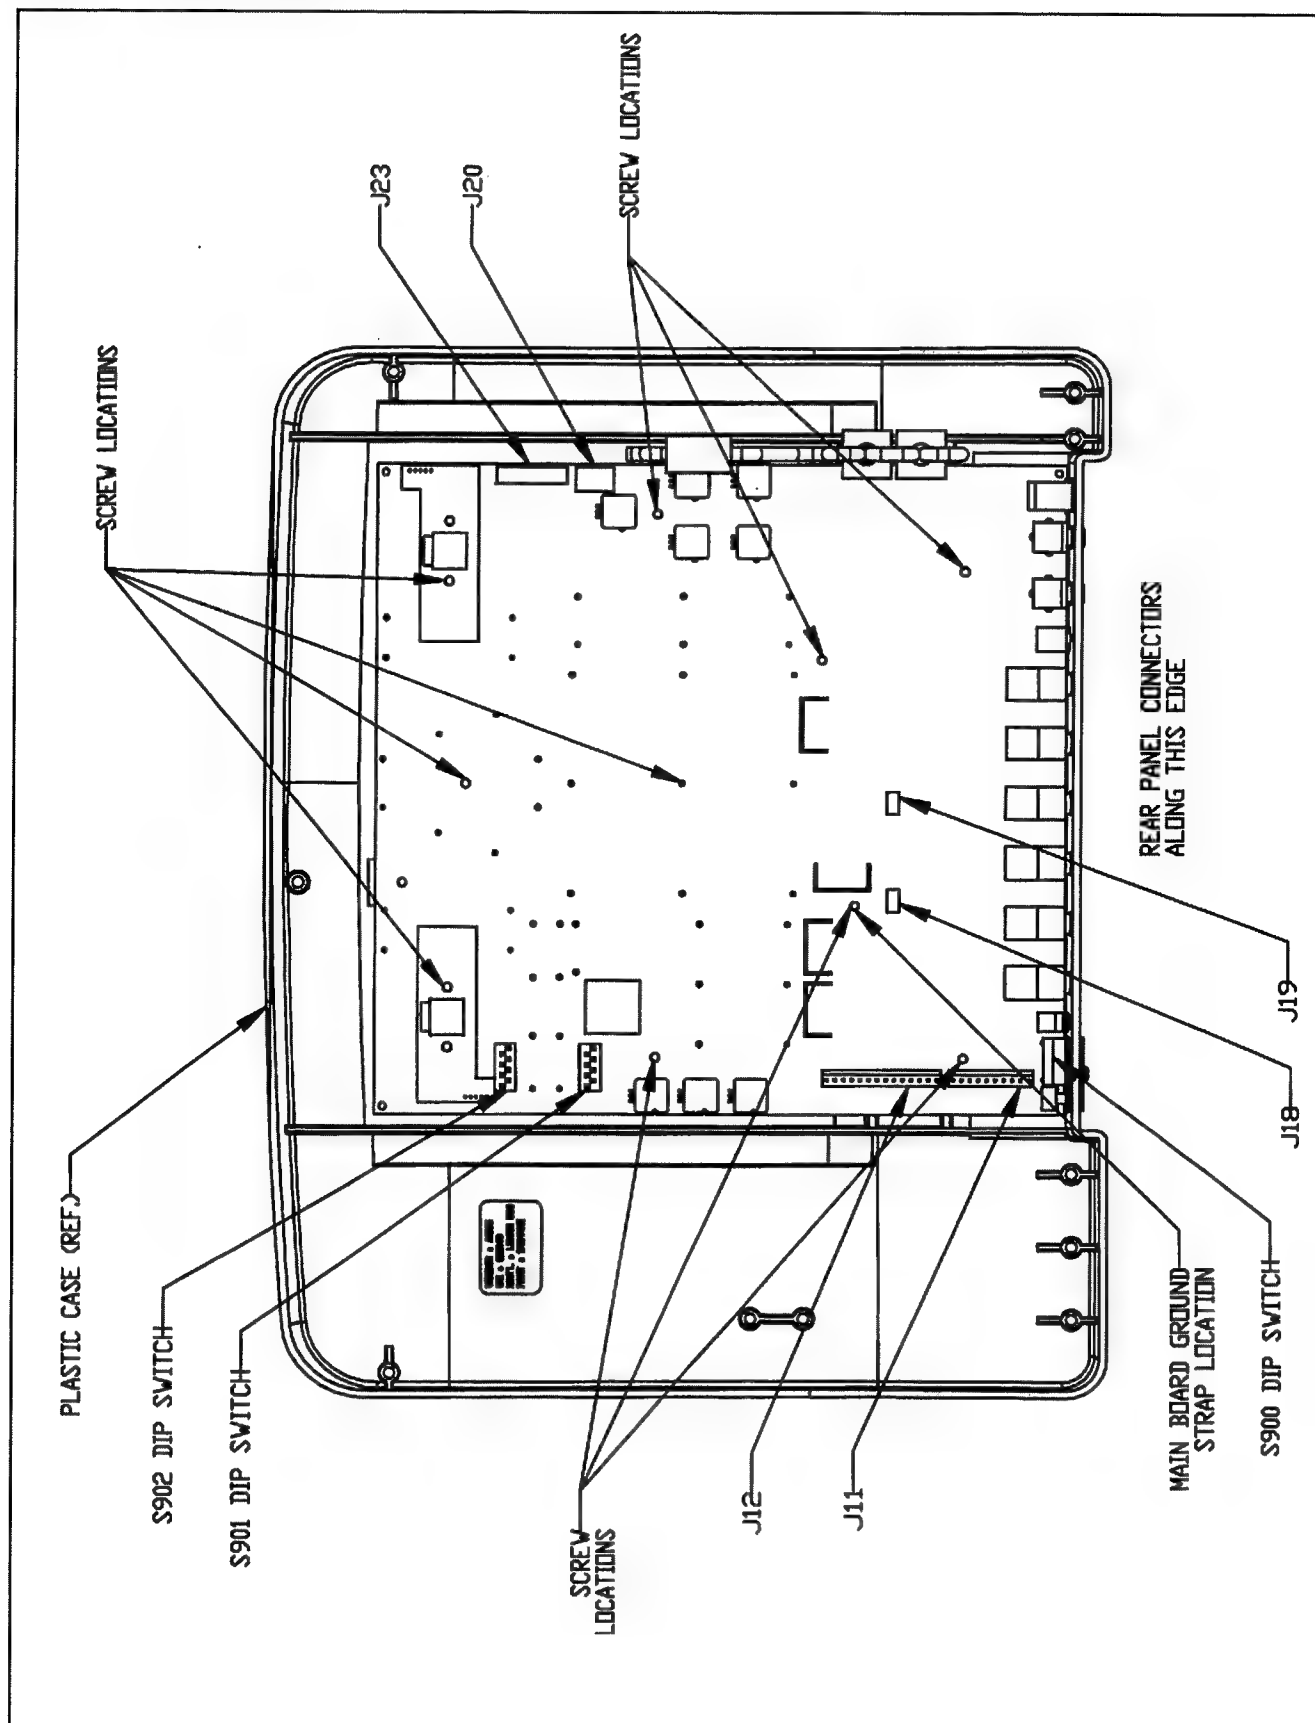 PLASTIC CASE (REF.)
S902 DIP SWITCH
S901 DIP SWITCH
SCREW LOCATIONS
J23
J20
SCREW LOCATIONS
SCREW
LOCATIONS
J12
J11
MAIN BOARD GROUND
STRAP LOCATION
S900 DIP SWITCH
J18
J19
REAR PANEL CONNECTORS
ALONG THIS EDGE